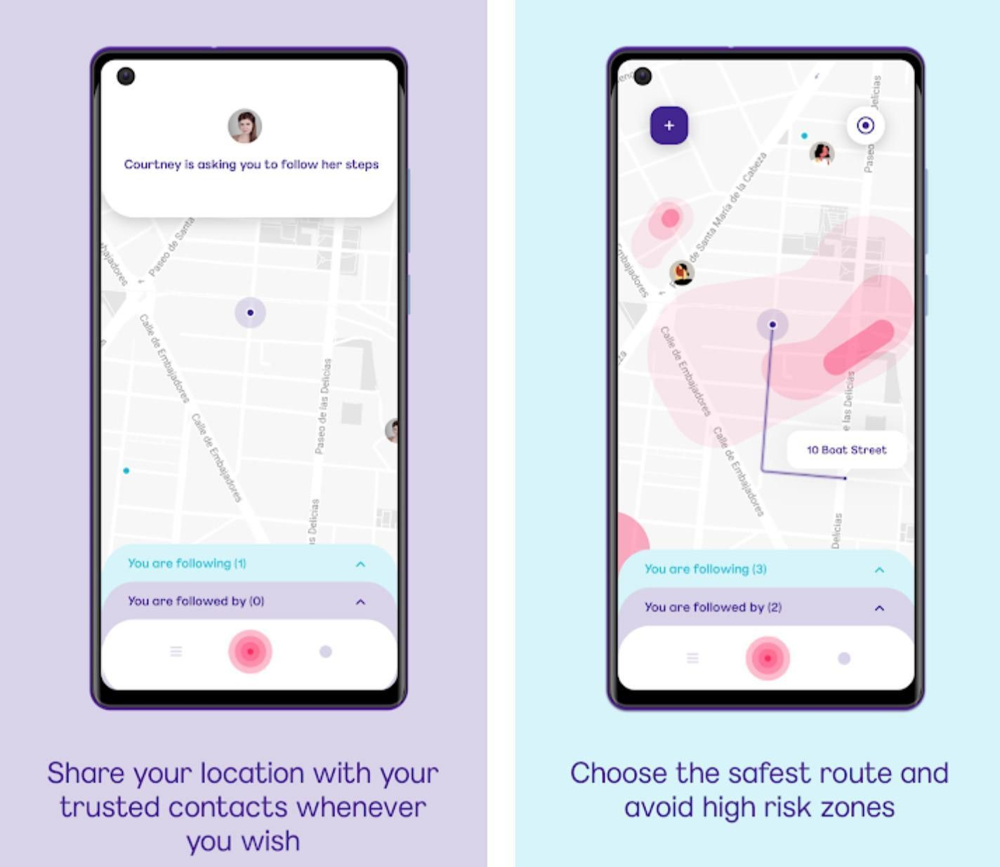 Courtney is asking you to follow her steps
Paseo de Santa
Calle de Embajadores
Paseo de las Delicias
Calle de Embajadores
You are following (1)
You are followed by (0)
Share your location with your
trusted contacts whenever
you wish
+
Paseo
de Santa María de la Cabeza
Embajadores
Calle de Embajadores
e las Delicias
Calle de Embajadores
10 Boat Street
Delicias
You are following (3)
You are followed by (2)
Choose the safest route and
avoid high risk zones